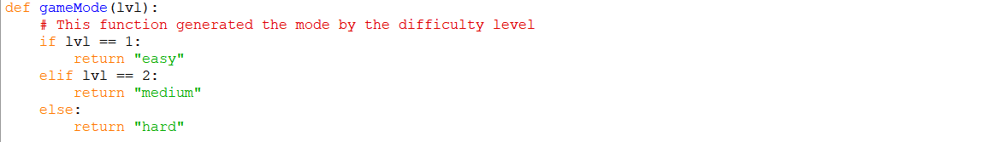 def gameMode(lvl):
    # This function generated the mode by the difficulty level
    if lvl == 1:
        return "easy"
    elif lvl == 2:
        return "medium"
    else:
        return "hard"